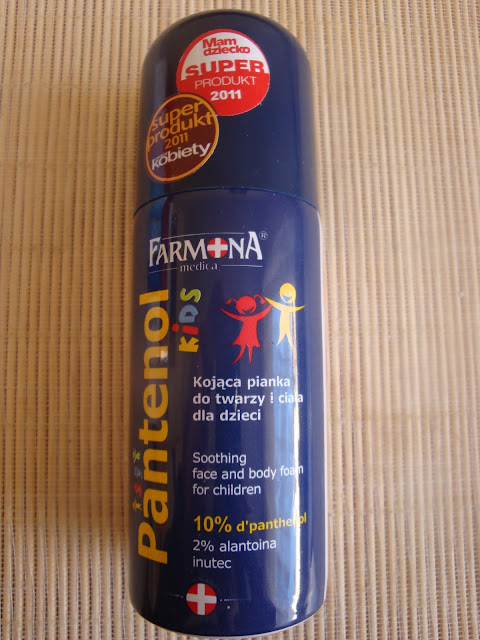 Mam
dziecko
SUPER
PRODUKT
2011
super
produkt
2011
kobiety
FARMONA®
medica
Pantenol
KiDS
Kojąca pianka
do twarzy i ciała
dla dzieci
Soothing
face and body foam
for children
10% d'panthenol
2% alantoina
inutec